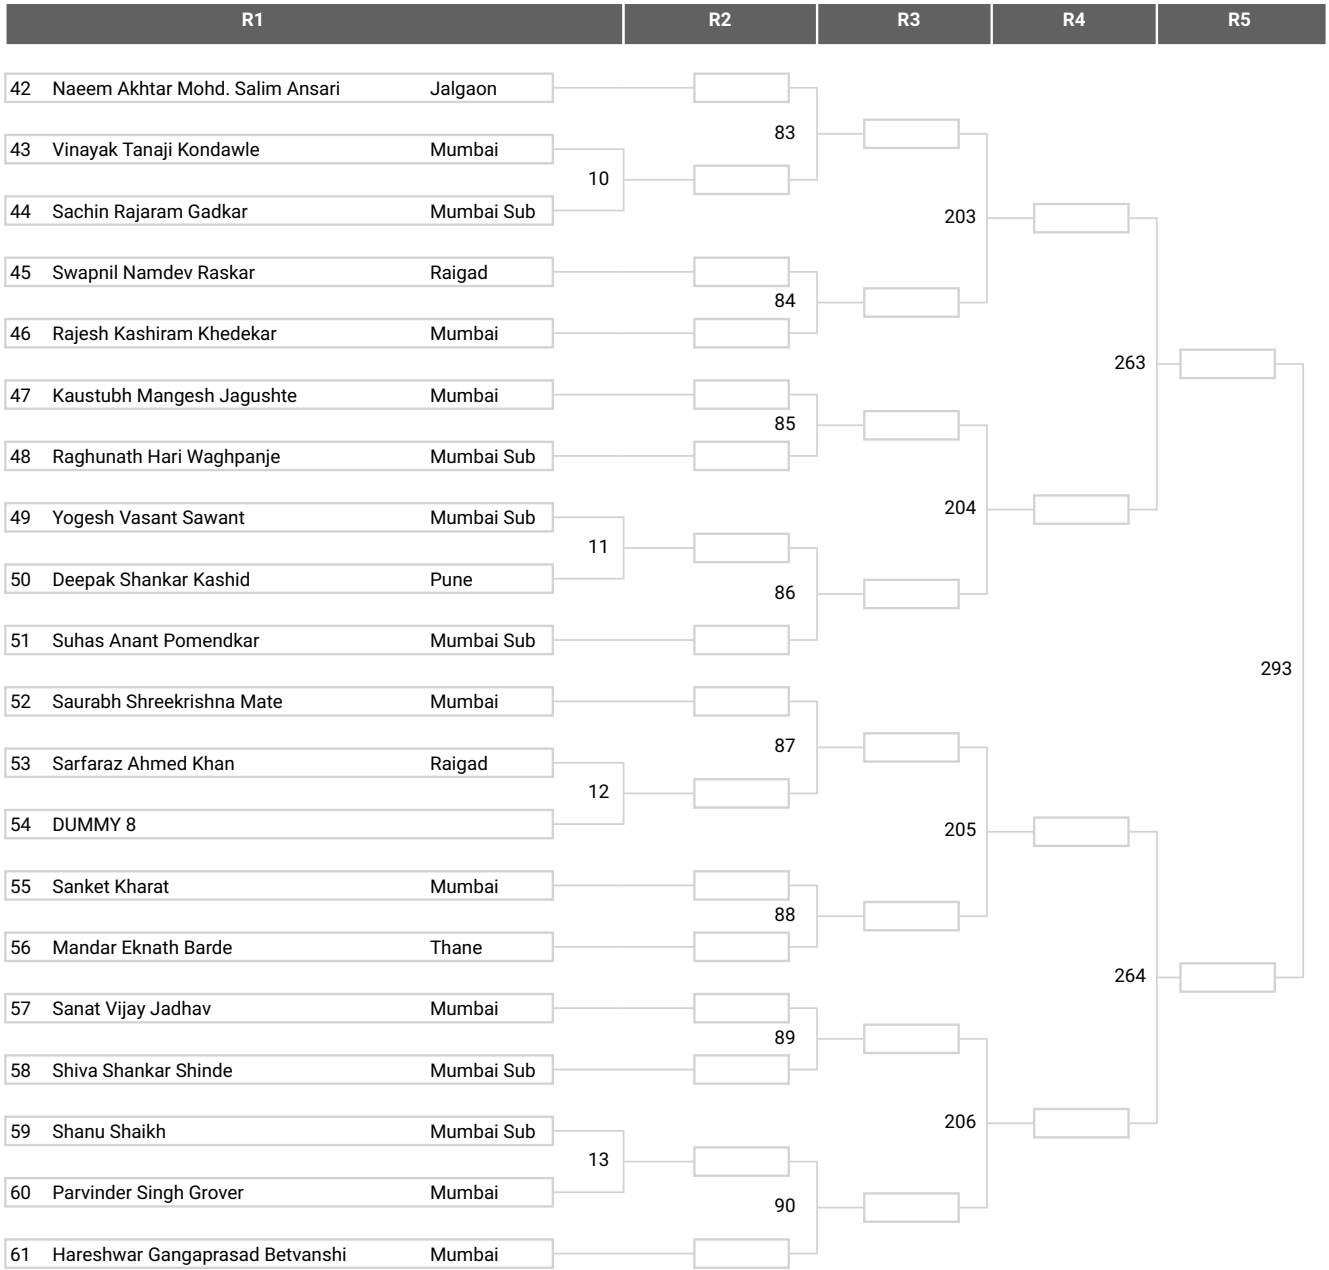 R1 R2 R3 R4 R5
42 Naeem Akhtar Mohd. Salim Ansari Jalgaon
83
43 Vinayak Tanaji Kondawle Mumbai
10
44 Sachin Rajaram Gadkar Mumbai Sub
203
45 Swapnil Namdev Raskar Raigad
84
46 Rajesh Kashiram Khedekar Mumbai
263
47 Kaustubh Mangesh Jagushte Mumbai
85
48 Raghunath Hari Waghpanje Mumbai Sub
204
49 Yogesh Vasant Sawant Mumbai Sub
11
50 Deepak Shankar Kashid Pune
86
51 Suhas Anant Pomendkar Mumbai Sub
293
52 Saurabh Shreekrishna Mate Mumbai
87
53 Sarfaraz Ahmed Khan Raigad
12
54 DUMMY 8
205
55 Sanket Kharat Mumbai
88
56 Mandar Eknath Barde Thane
264
57 Sanat Vijay Jadhav Mumbai
89
58 Shiva Shankar Shinde Mumbai Sub
206
59 Shanu Shaikh Mumbai Sub
13
60 Parvinder Singh Grover Mumbai
90
61 Hareshwar Gangaprasad Betvanshi Mumbai